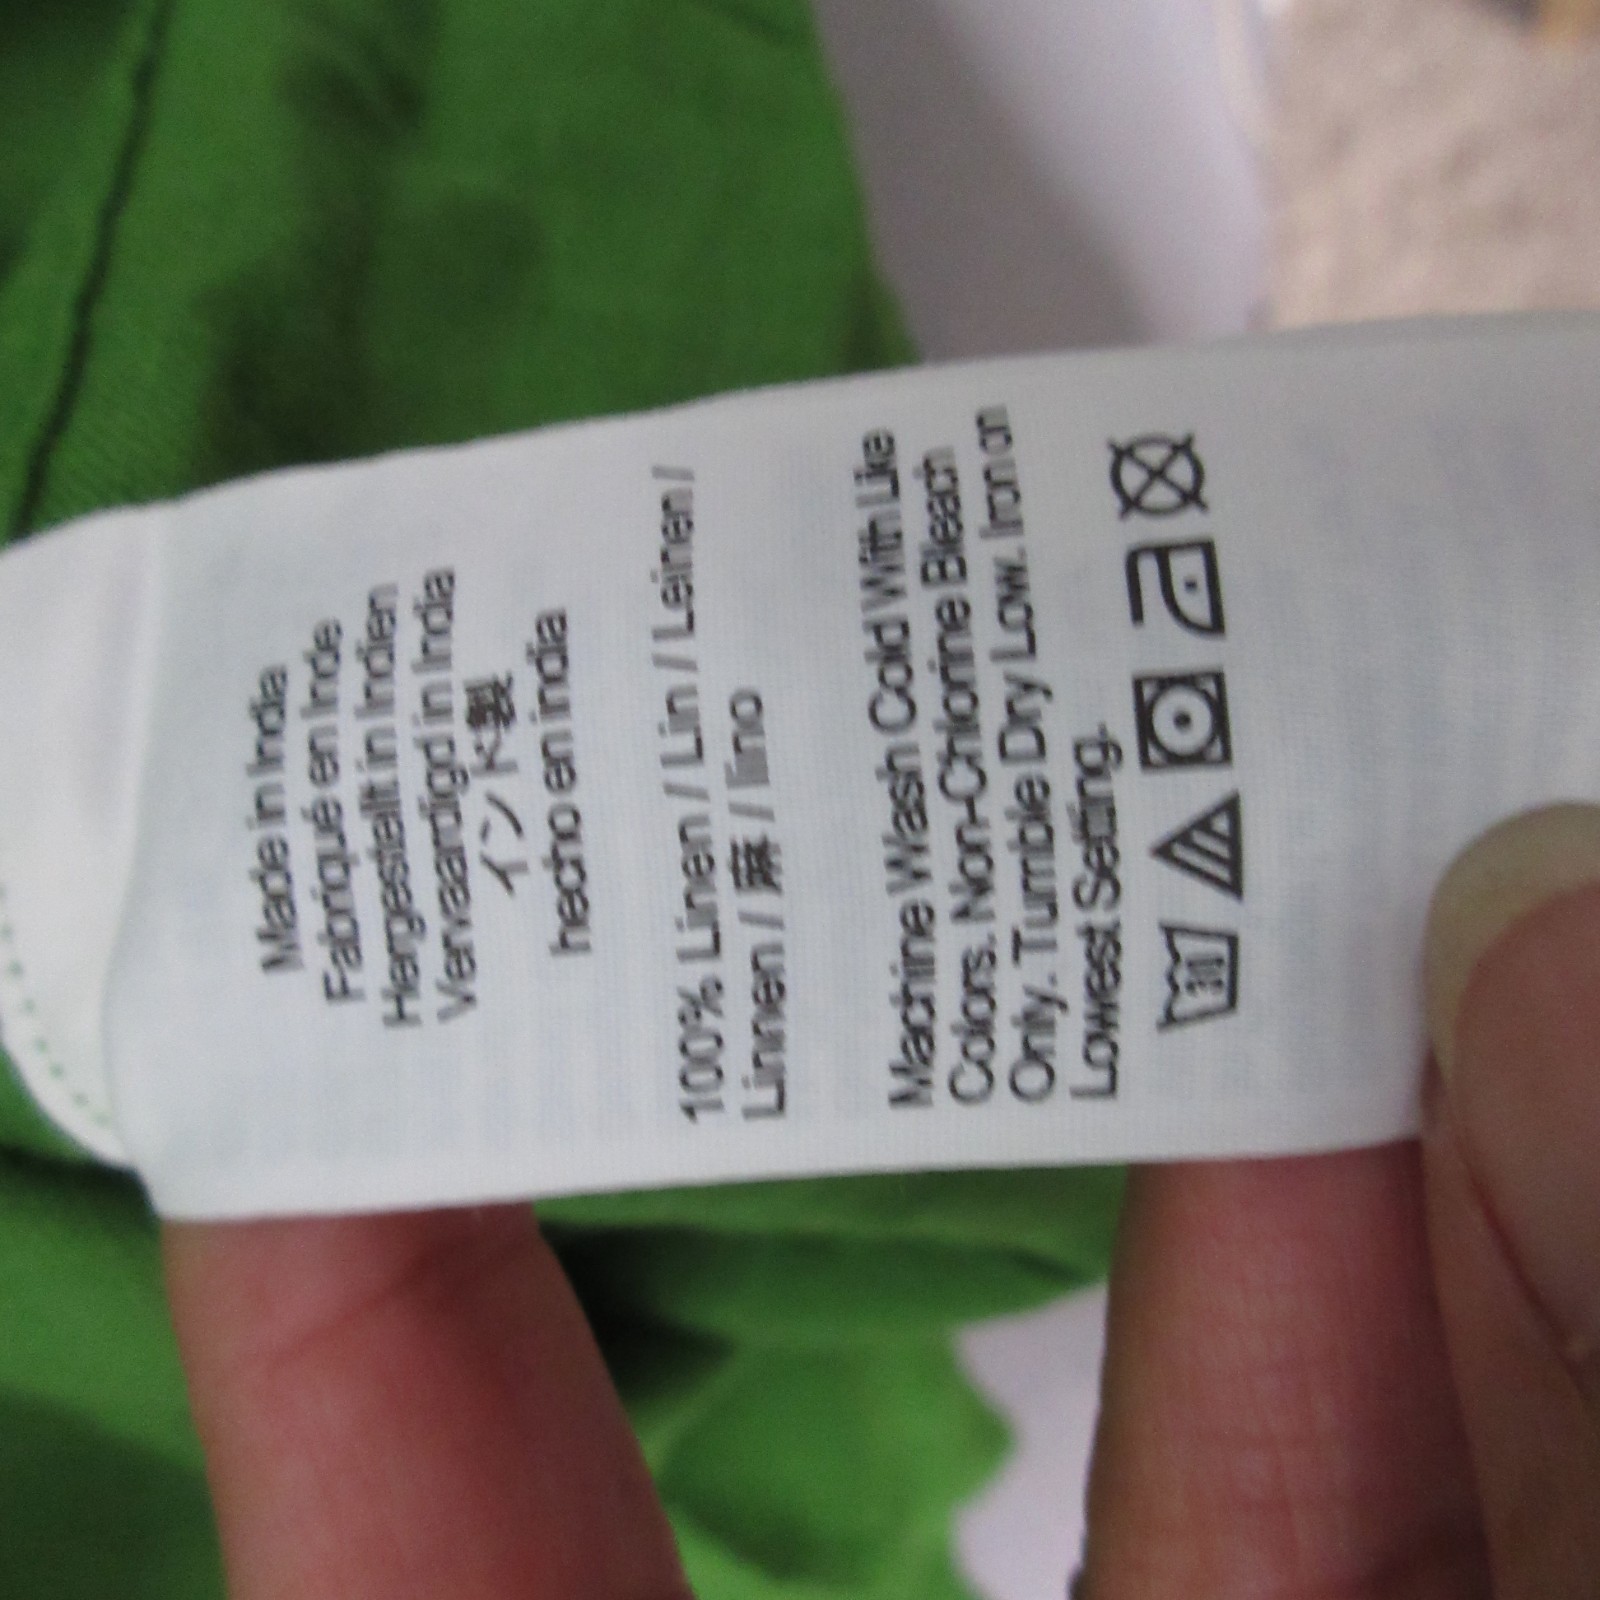 Made in India
Fabriqué en Inde
Hergestellt in Indien
Vervaardigd in India
インド製
hecho en india
100% Linen / Lin / Leinen /
Linnen / 麻 / lino
Machine Wash Cold With Like
Colors. Non-Chlorine Bleach
Only. Tumble Dry Low. Iron on
Lowest Setting.